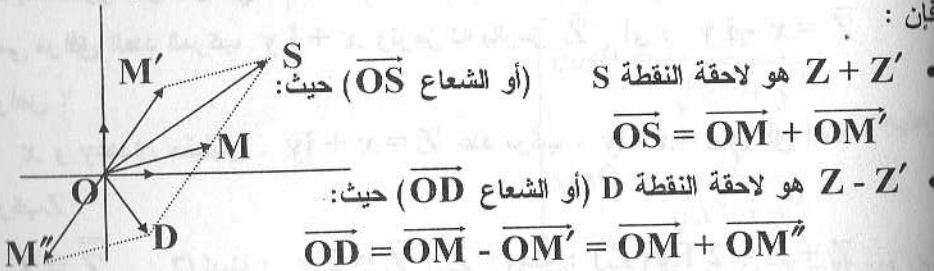 فإن :
• Z + Z′ هو لاحقة النقطة S (أو الشعاع OS) حيث:
OS = OM + OM′
• Z - Z′ هو لاحقة النقطة D (أو الشعاع OD) حيث:
OD = OM - OM′ = OM + OM″
M′
S
M
O
D
M″